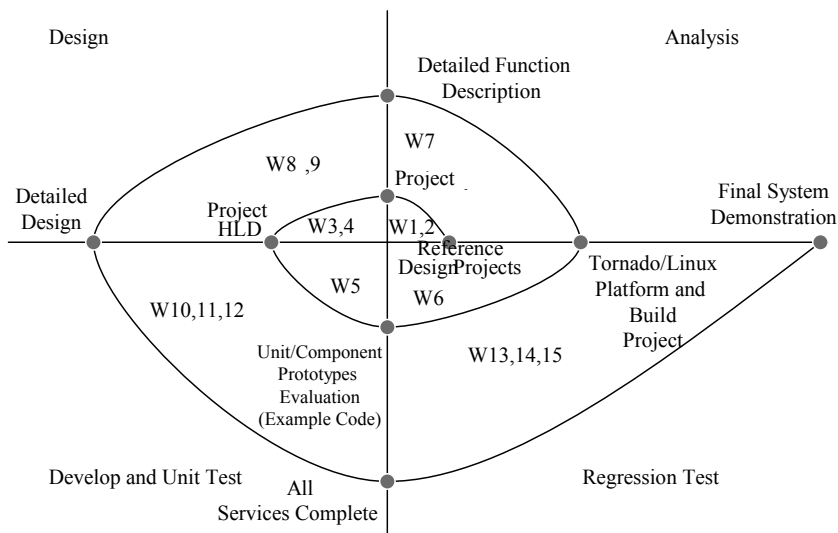 Design
Analysis
Detailed Function
Description
W7
W8 ,9
Project
Detailed
Design
Project
HLD
W3,4
W1,2
Final System
Demonstration
Reference
Design Projects
W5
W6
Tornado/Linux
Platform and
Build
Project
W10,11,12
Unit/Component
Prototypes
Evaluation
(Example Code)
W13,14,15
Develop and Unit Test
Regression Test
All
Services Complete